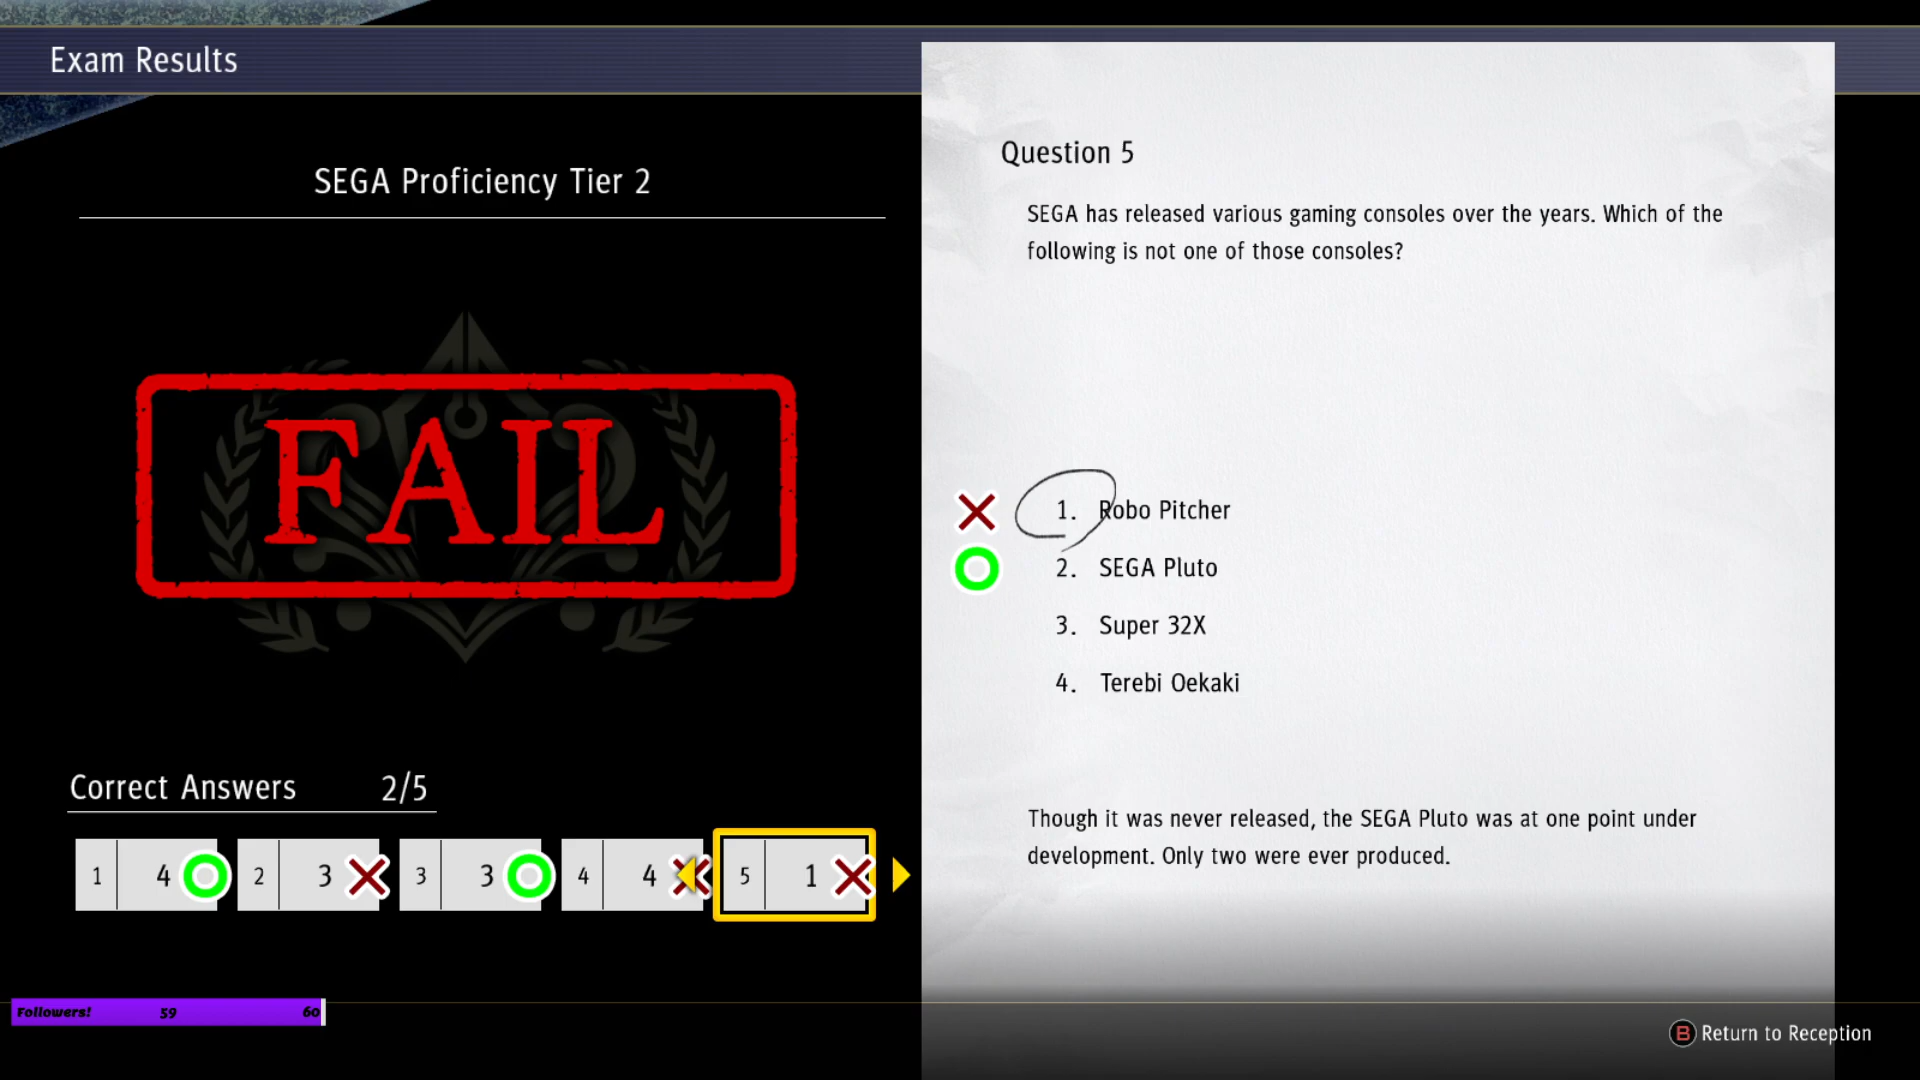 Exam Results
SEGA Proficiency Tier 2
FAIL
Correct Answers 2/5
1 4 2 3 3 3 4 4 5 1
Followers! 59 60
Question 5
SEGA has released various gaming consoles over the years. Which of the
following is not one of those consoles?
1. Robo Pitcher
2. SEGA Pluto
3. Super 32X
4. Terebi Oekaki
Though it was never released, the SEGA Pluto was at one point under
development. Only two were ever produced.
B Return to Reception